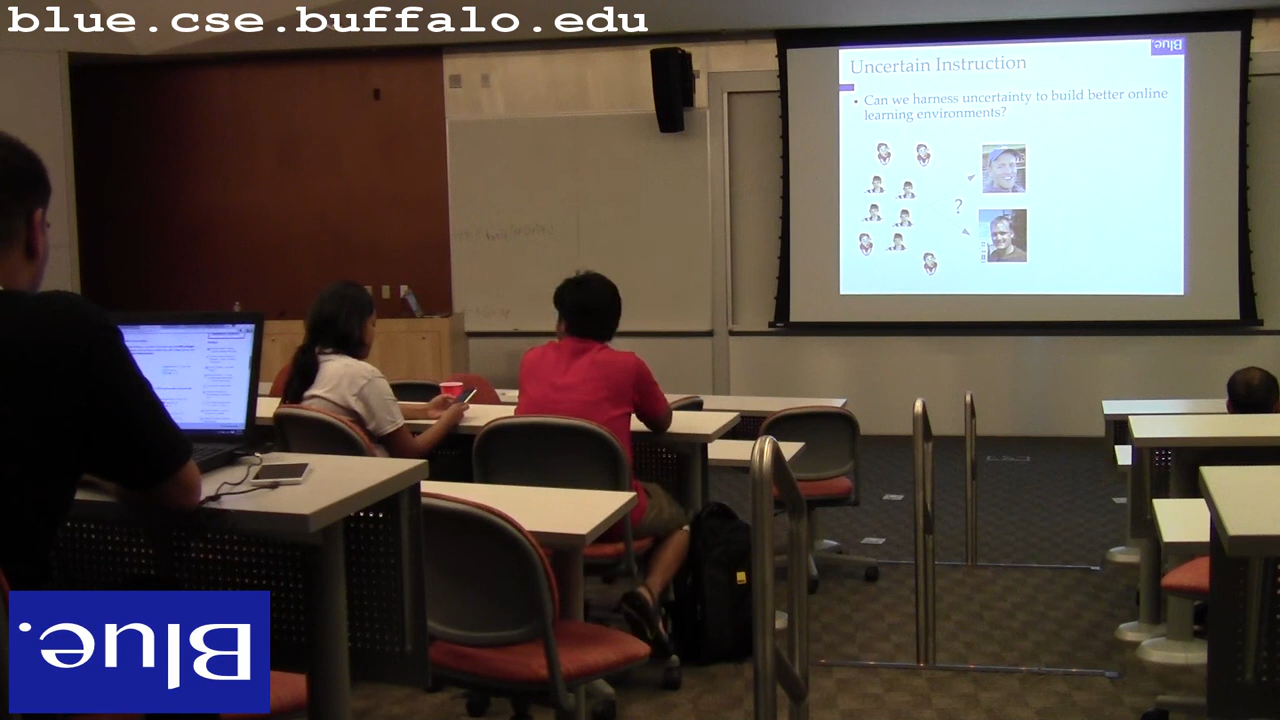 blue.cse.buffalo.edu
Blue.
Uncertain Instruction
• Can we harness uncertainty to build better online
learning environments?
?
Blue.